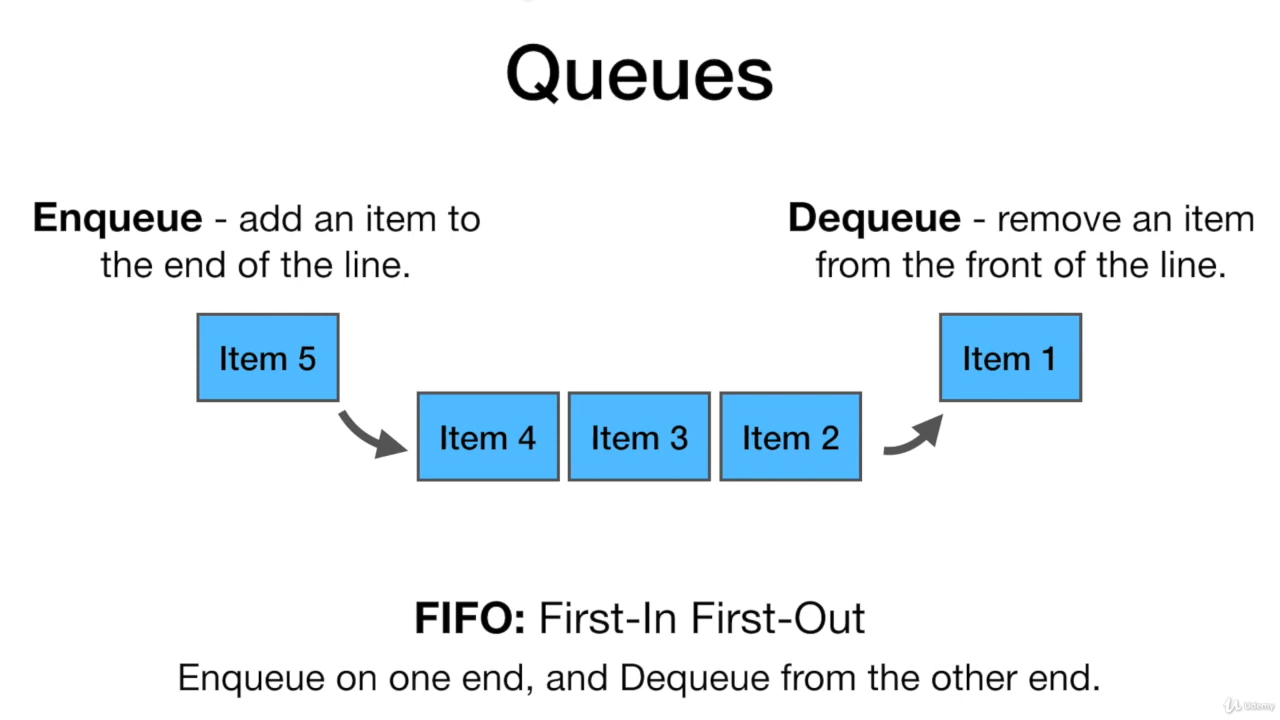 Queues
Enqueue - add an item to
the end of the line.
Dequeue - remove an item
from the front of the line.
Item 5
Item 1
Item 4
Item 3
Item 2
FIFO: First-In First-Out
Enqueue on one end, and Dequeue from the other end.
Udemy